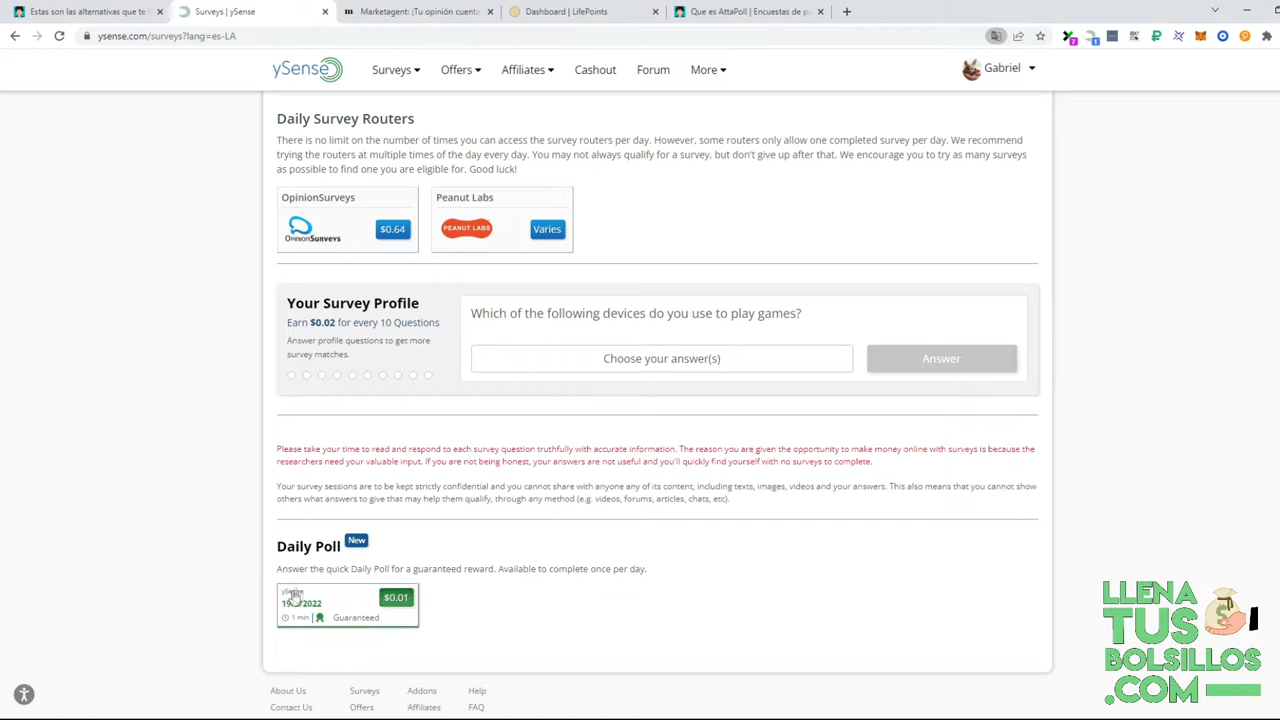 Estas son las alternativas que te
Surveys | ySense
Marketagent: ¡Tu opinión cuenta
Dashboard | LifePoints
Que es AttaPoll | Encuestas de pa
ysense.com/surveys?lang=es-LA
ySense
Surveys
Offers
Affiliates
Cashout
Forum
More
Gabriel
Daily Survey Routers
There is no limit on the number of times you can access the survey routers per day. However, some routers only allow one completed survey per day. We recommend
trying the routers at multiple times of the day every day. You may not always qualify for a survey, but don't give up after that. We encourage you to try as many surveys
as possible to find one you are eligible for. Good luck!
OpinionSurveys
Peanut Labs
OPINIONSURVEYS
$0.64
PEANUT LABS
Varies
Your Survey Profile
Earn $0.02 for every 10 Questions
Answer profile questions to get more
survey matches.
Which of the following devices do you use to play games?
Choose your answer(s)
Answer
Please take your time to read and respond to each survey question truthfully with accurate information. The reason you are given the opportunity to make money online with surveys is because the
researchers need your valuable input. If you are not being honest, your answers are not useful and you'll quickly find yourself with no surveys to complete.
Your survey sessions are to be kept strictly confidential and you cannot share with anyone any of its content, including texts, images, videos and your answers. This also means that you cannot show
others what answers to give that may help them qualify, through any method (e.g. videos, forums, articles, chats, etc).
Daily Poll
New
Answer the quick Daily Poll for a guaranteed reward. Available to complete once per day.
ySense
$0.01
1 min
Guaranteed
LLENA
TUS
BOLSILLOS
.COM
About Us
Surveys
Addons
Help
Contact Us
Offers
Affiliates
FAQ